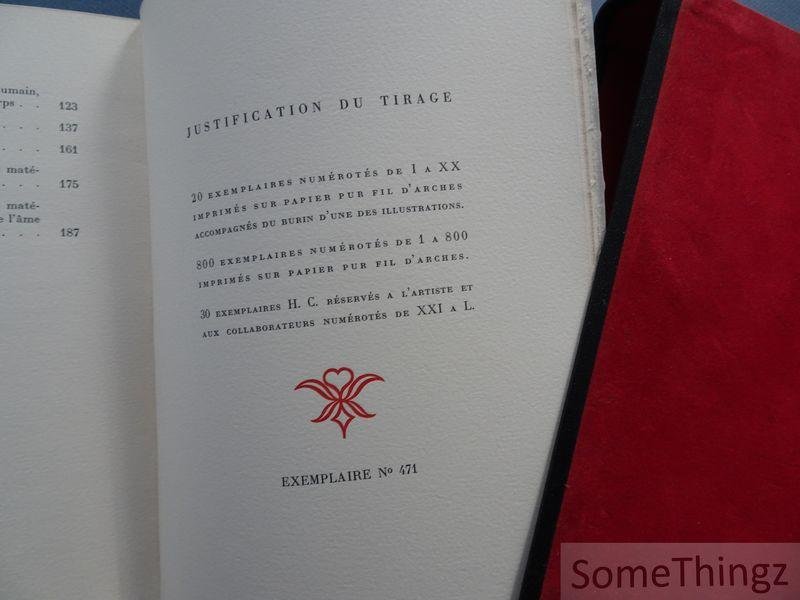 umain,
rps . . 123
. . . 137
. . . 161
maté-
. . . 175
maté-
e l'âme
. . . 187
JUSTIFICATION DU TIRAGE
20 EXEMPLAIRES NUMÉROTÉS DE I A XX
IMPRIMÉS SUR PAPIER PUR FIL D'ARCHES
ACCOMPAGNÉS DU BURIN D'UNE DES ILLUSTRATIONS.
800 EXEMPLAIRES NUMÉROTÉS DE 1 A 800
IMPRIMÉS SUR PAPIER PUR FIL D'ARCHES.
30 EXEMPLAIRES H. C. RÉSERVÉS A L'ARTISTE ET
AUX COLLABORATEURS NUMÉROTÉS DE XXI A L.
EXEMPLAIRE Nº 471
SomeThingz